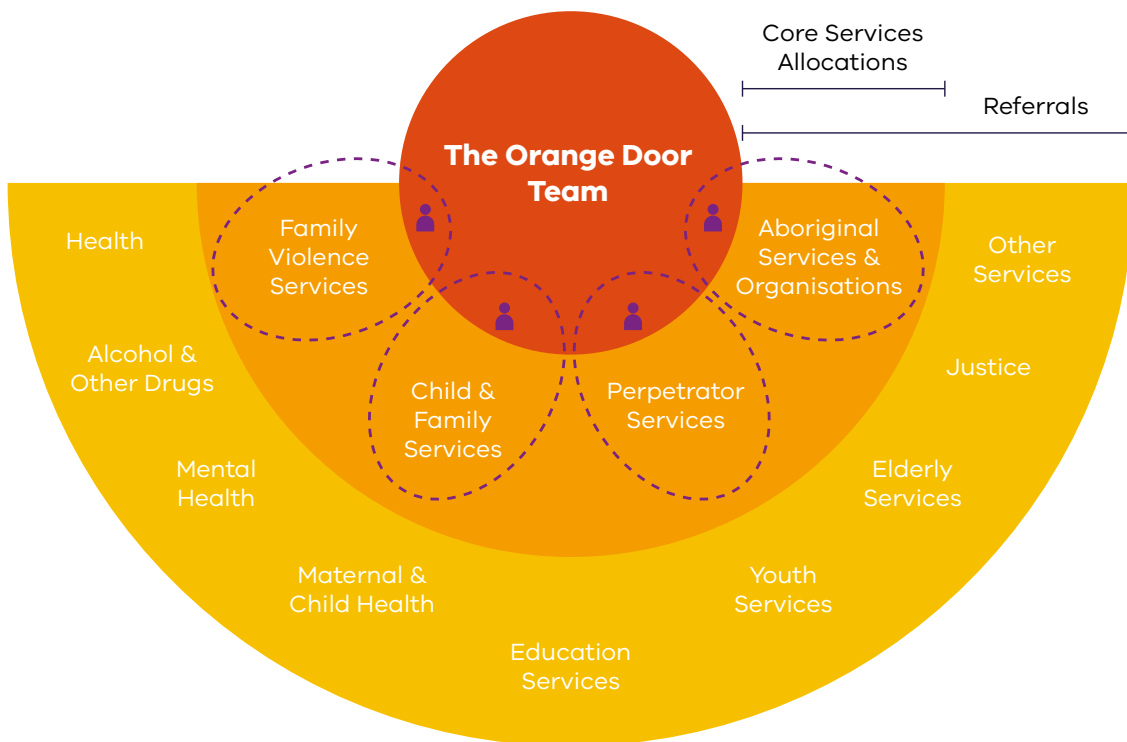 Core Services
Allocations
Referrals
The Orange Door
Team
Family
Violence
Services
Aboriginal
Services &
Organisations
Child &
Family
Services
Perpetrator
Services
Health
Alcohol &
Other Drugs
Mental
Health
Maternal &
Child Health
Education
Services
Youth
Services
Elderly
Services
Justice
Other
Services